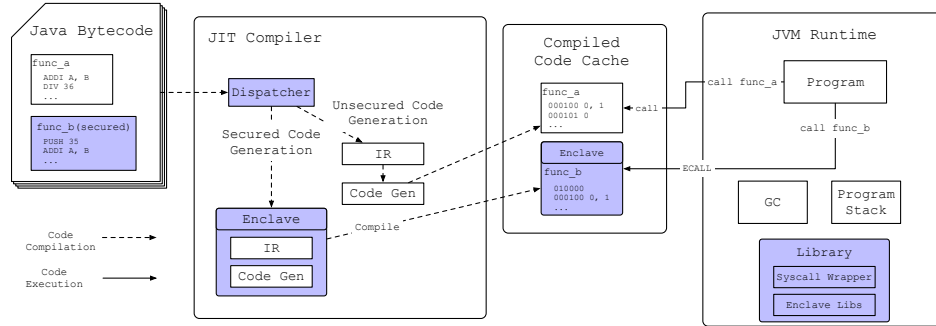 Java Bytecode
func_a
ADDI A, B
DIV 36
...
func_b(secured)
PUSH 35
ADDI A, B
...
Code
Compilation
Code
Execution
JIT Compiler
Dispatcher
Unsecured Code
Generation
Secured Code
Generation
IR
Code Gen
Enclave
IR
Code Gen
Compile
Compiled
Code Cache
func_a
000100 0, 1
000101 0
...
Enclave
func_b
010000
000100 0, 1
...
call
call func_a
JVM Runtime
Program
call func_b
ECALL
GC
Program
Stack
Library
Syscall Wrapper
Enclave Libs